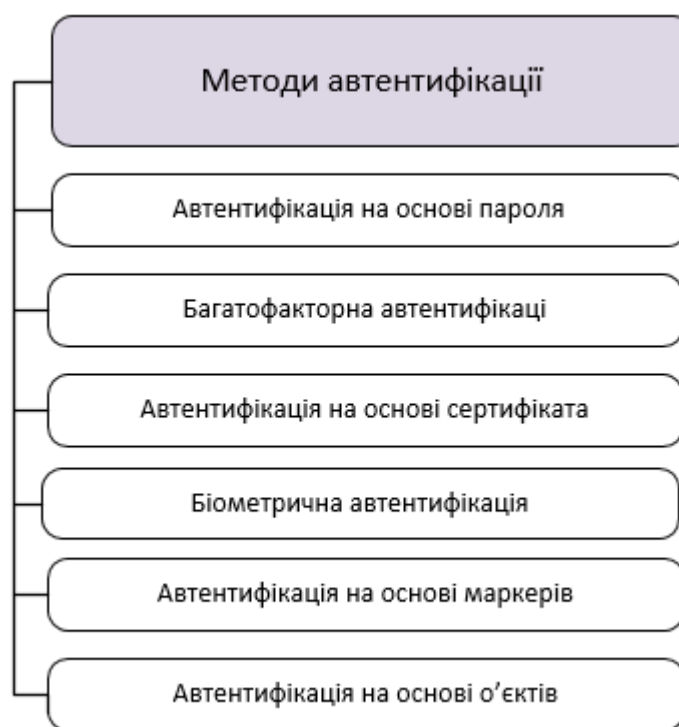 Методи автентифікації
Автентифікація на основі пароля
Багатофакторна автентифікаці
Автентифікація на основі сертифіката
Біометрична автентифікація
Автентифікація на основі маркерів
Автентифікація на основі о’єктів